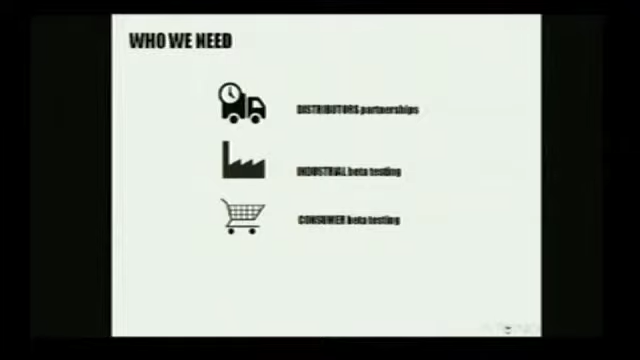 WHO WE NEED
DISTRIBUTORS partnerships
INDUSTRIAL beta testing
CONSUMER beta testing